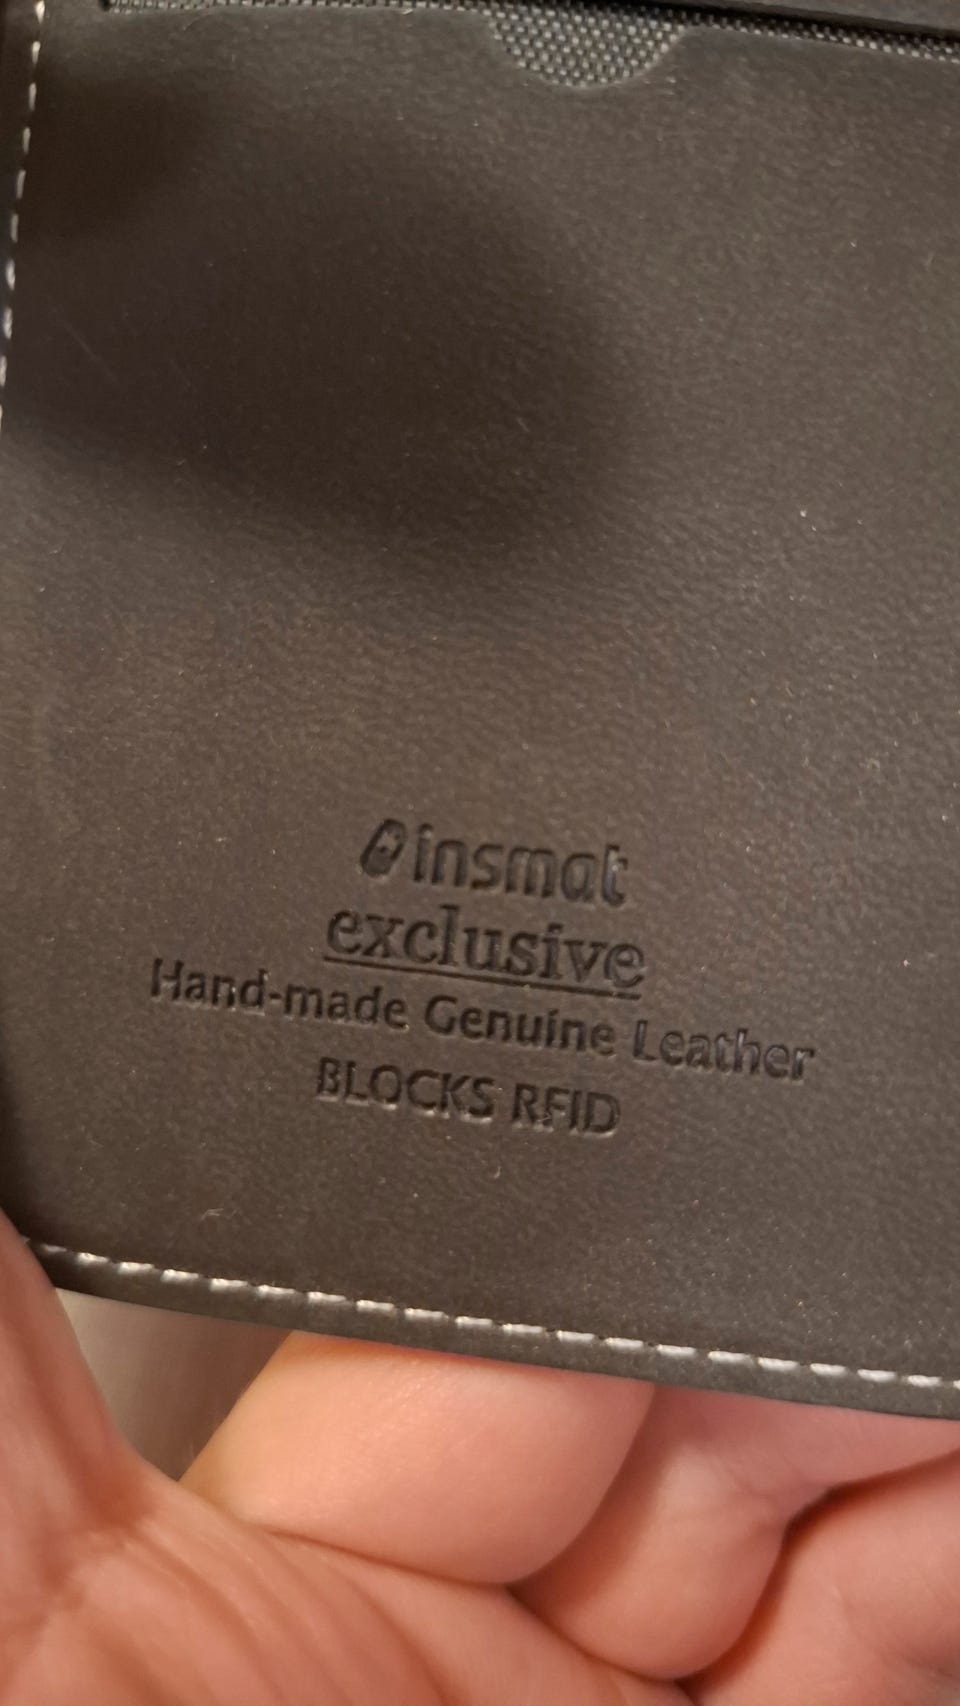 insmat
exclusive
Hand-made Genuine Leather
BLOCKS RFID